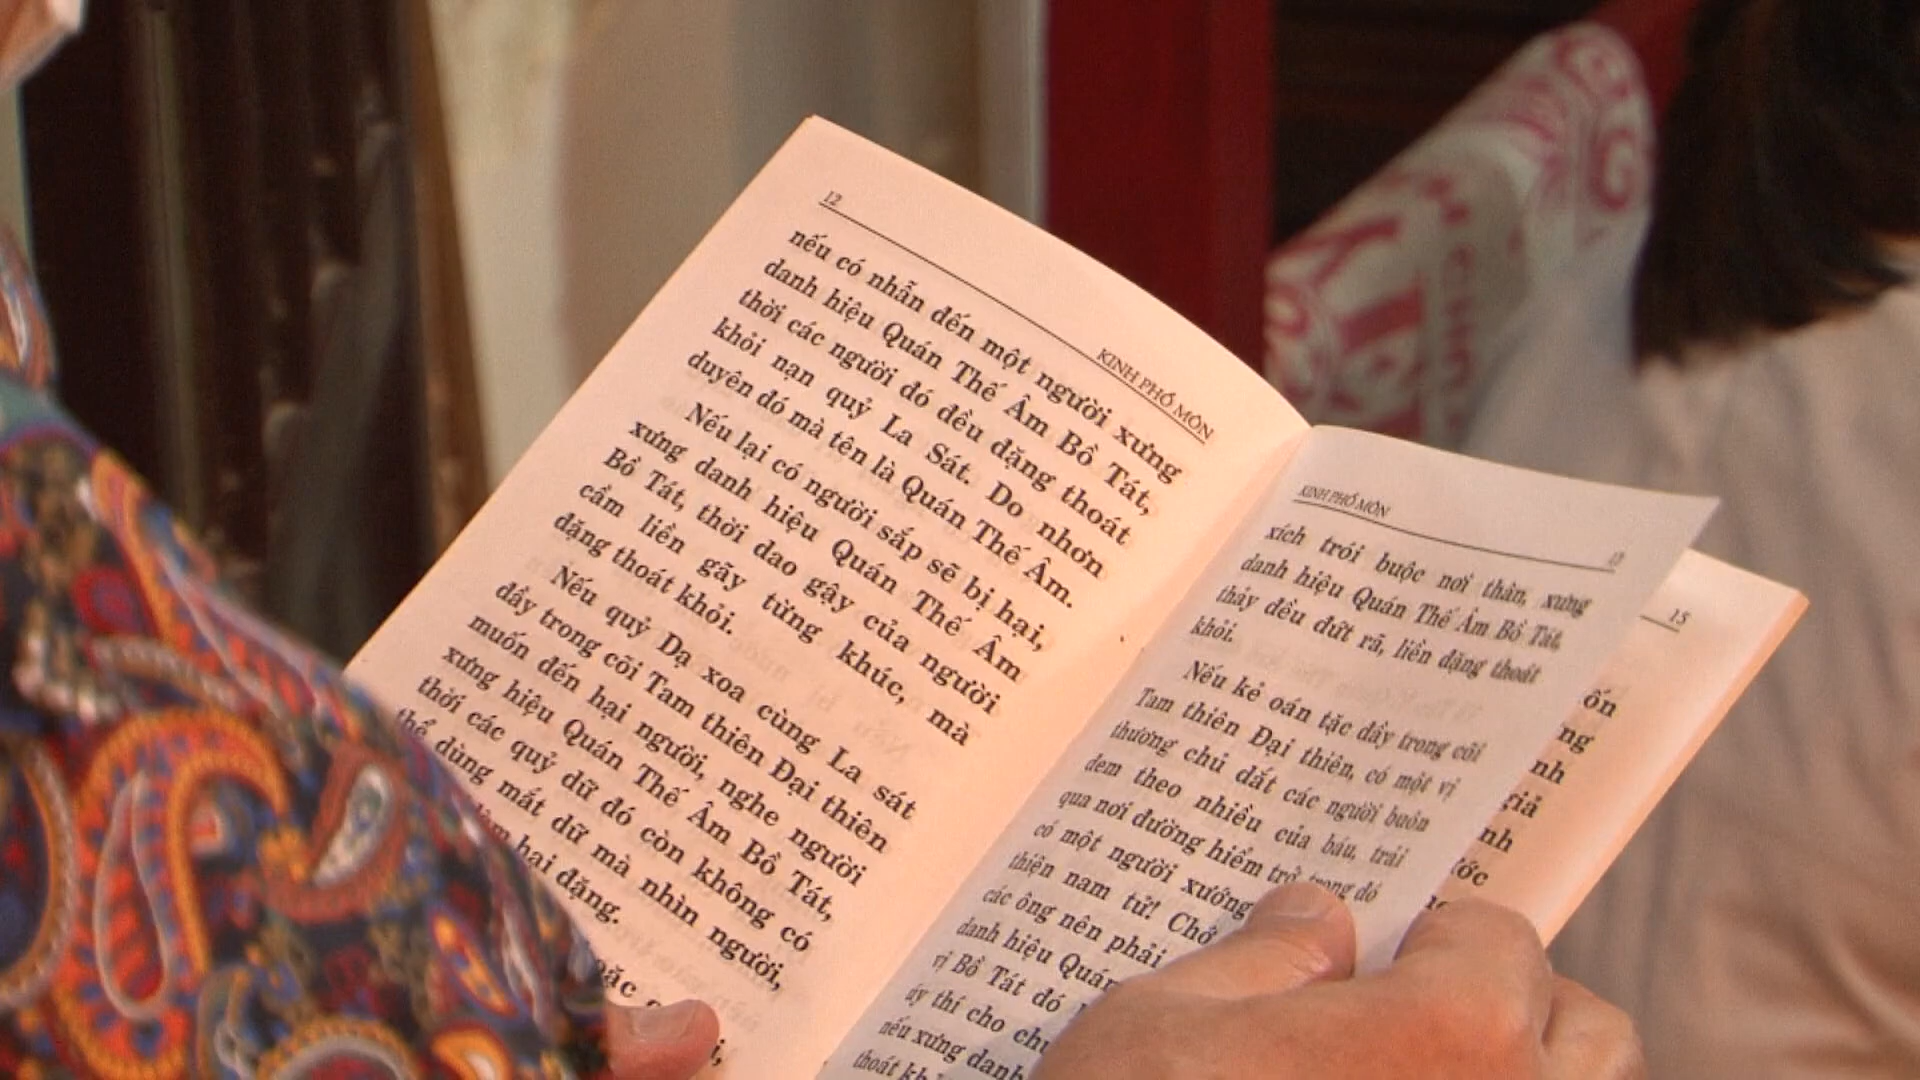 12
KINH PHỔ MÔN
nếu có nhẫn đến một người xưng
danh hiệu Quán Thế Âm Bồ Tát,
thời các người đó đều đặng thoát
khỏi nạn quỷ La Sát. Do nhơn
duyên đó mà tên là Quán Thế Âm.
Nếu lại có người sắp sẽ bị hại,
xưng danh hiệu Quán Thế Âm
Bồ Tát, thời dao gậy của người
cầm liền gãy từng khúc, mà
đặng thoát khỏi.
Nếu quỷ Dạ xoa cùng La sát
đầy trong cõi Tam thiên Đại thiên
muốn đến hại người, nghe người
xưng hiệu Quán Thế Âm Bồ Tát,
thời các quỷ dữ đó còn không có
thể dùng mắt dữ mà nhìn người,
hại đặng.
KINH PHỔ MÔN
13
xích trói buộc nơi thân, xưng
danh hiệu Quán Thế Âm Bồ Tát,
thảy đều đứt rã, liền đặng thoát
khỏi.
Nếu kẻ oán tặc đầy trong cõi
Tam thiên Đại thiên, có một vị
thương chủ dắt các người buôn
đem theo nhiều của báu, trải
qua nơi đường hiểm trở, trong đó
có một người xướng
thiện nam tử! Chớ
các ông nên phải
danh hiệu Quán
vị Bồ Tát đó
úy thí cho
nếu xưng danh
thoát
15